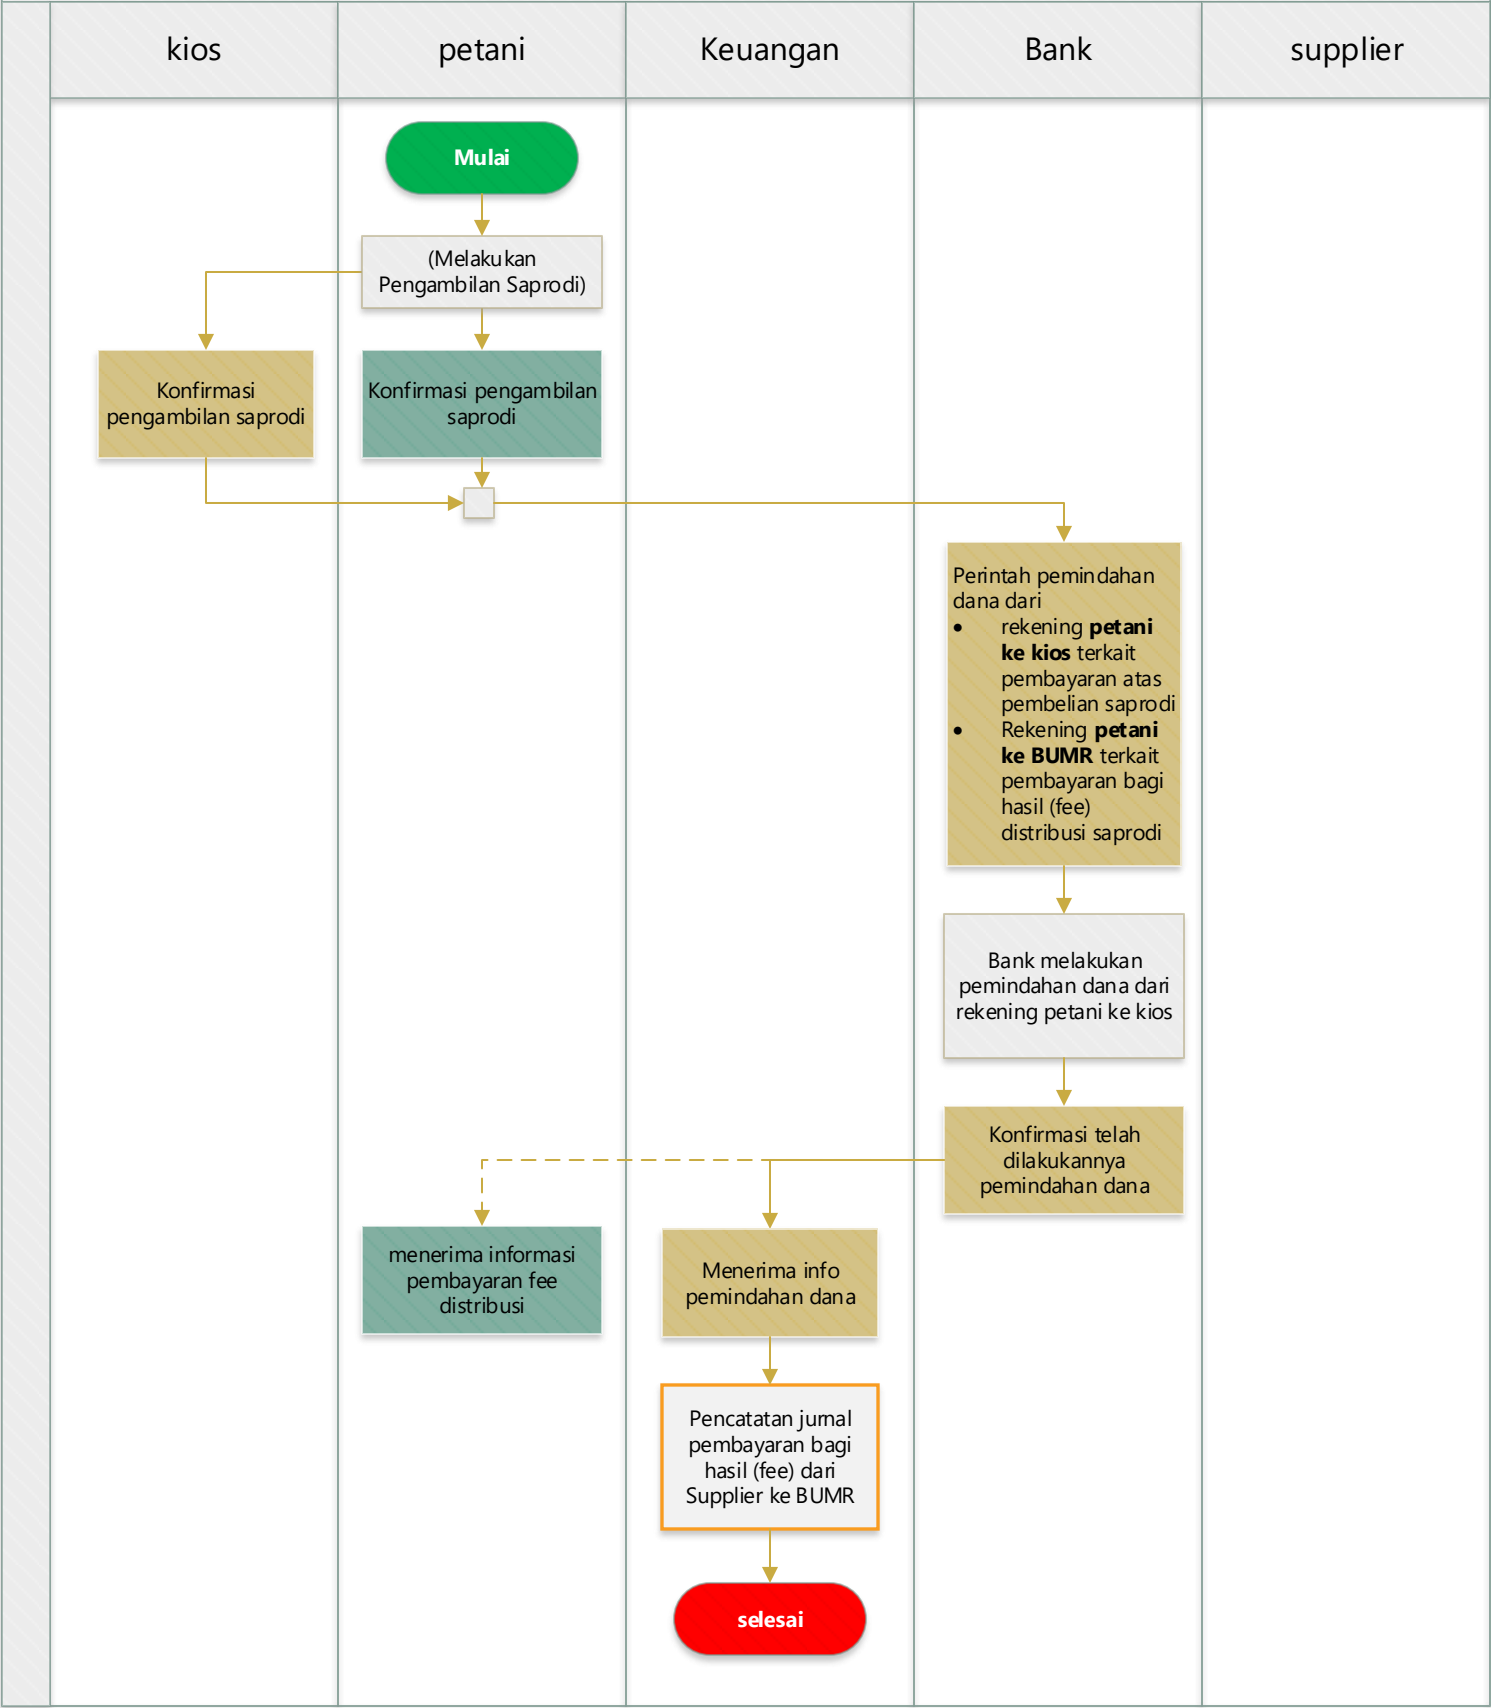 kios
petani
Keuangan
Bank
supplier
Mulai
(Melakukan
Pengambilan Saprodi)
Konfirmasi
pengambilan saprodi
Konfirmasi pengambilan
saprodi
Perintah pemindahan
dana dari
• rekening petani
ke kios terkait
pembayaran atas
pembelian saprodi
• Rekening petani
ke BUMR terkait
pembayaran bagi
hasil (fee)
distribusi saprodi
Bank melakukan
pemindahan dana dari
rekening petani ke kios
Konfirmasi telah
dilakukannya
pemindahan dana
menerima informasi
pembayaran fee
distribusi
Menerima info
pemindahan dana
Pencatatan jurnal
pembayaran bagi
hasil (fee) dari
Supplier ke BUMR
selesai